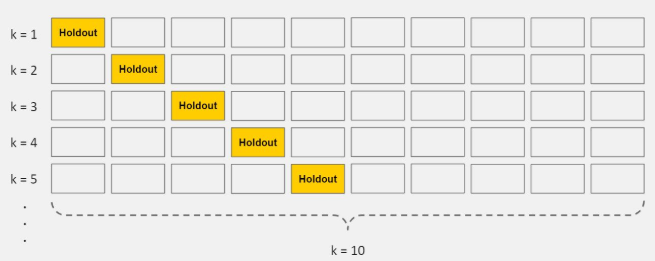 k = 1 Holdout
k = 2 Holdout
k = 3 Holdout
k = 4 Holdout
k = 5 Holdout
.
.
.
k = 10